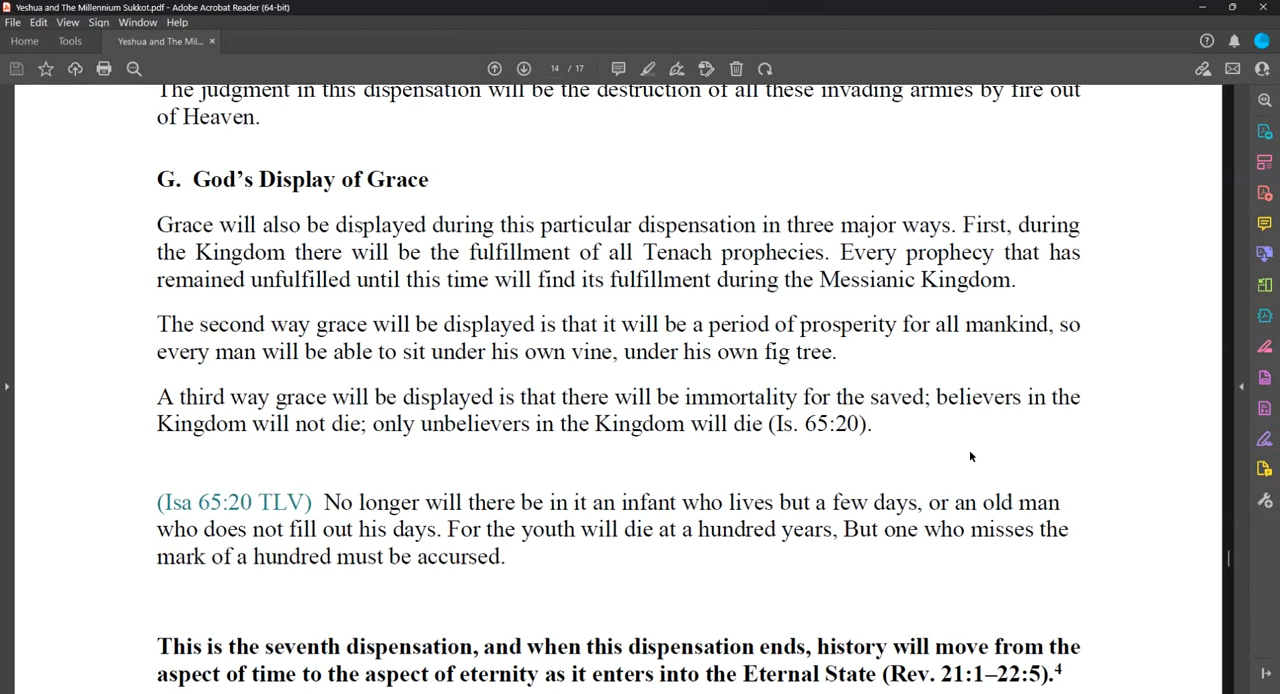 Yeshua and The Millennium Sukkot.pdf - Adobe Acrobat Reader (64-bit)
File Edit View Sign Window Help
Home Tools Yeshua and The Mil... ×
14 / 17
The judgment in this dispensation will be the destruction of all these invading armies by fire out
of Heaven.
G. God’s Display of Grace
Grace will also be displayed during this particular dispensation in three major ways. First, during
the Kingdom there will be the fulfillment of all Tenach prophecies. Every prophecy that has
remained unfulfilled until this time will find its fulfillment during the Messianic Kingdom.
The second way grace will be displayed is that it will be a period of prosperity for all mankind, so
every man will be able to sit under his own vine, under his own fig tree.
A third way grace will be displayed is that there will be immortality for the saved; believers in the
Kingdom will not die; only unbelievers in the Kingdom will die (Is. 65:20).
(Isa 65:20 TLV) No longer will there be in it an infant who lives but a few days, or an old man
who does not fill out his days. For the youth will die at a hundred years, But one who misses the
mark of a hundred must be accursed.
This is the seventh dispensation, and when this dispensation ends, history will move from the
aspect of time to the aspect of eternity as it enters into the Eternal State (Rev. 21:1–22:5).⁴